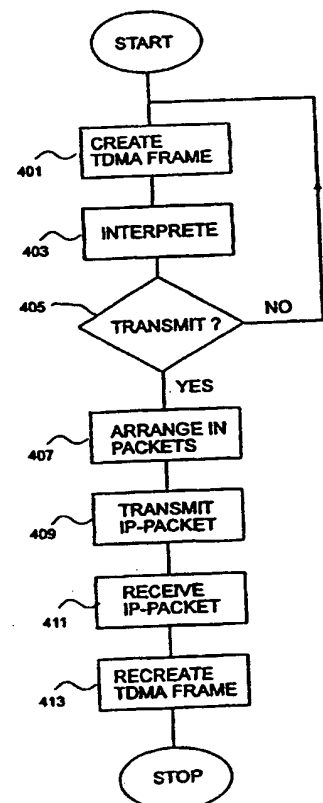 START
CREATE
TDMA FRAME
401
INTERPRETE
403
405
TRANSMIT ?
NO
YES
ARRANGE IN
PACKETS
407
TRANSMIT
IP-PACKET
409
RECEIVE
IP-PACKET
411
RECREATE
TDMA FRAME
413
STOP